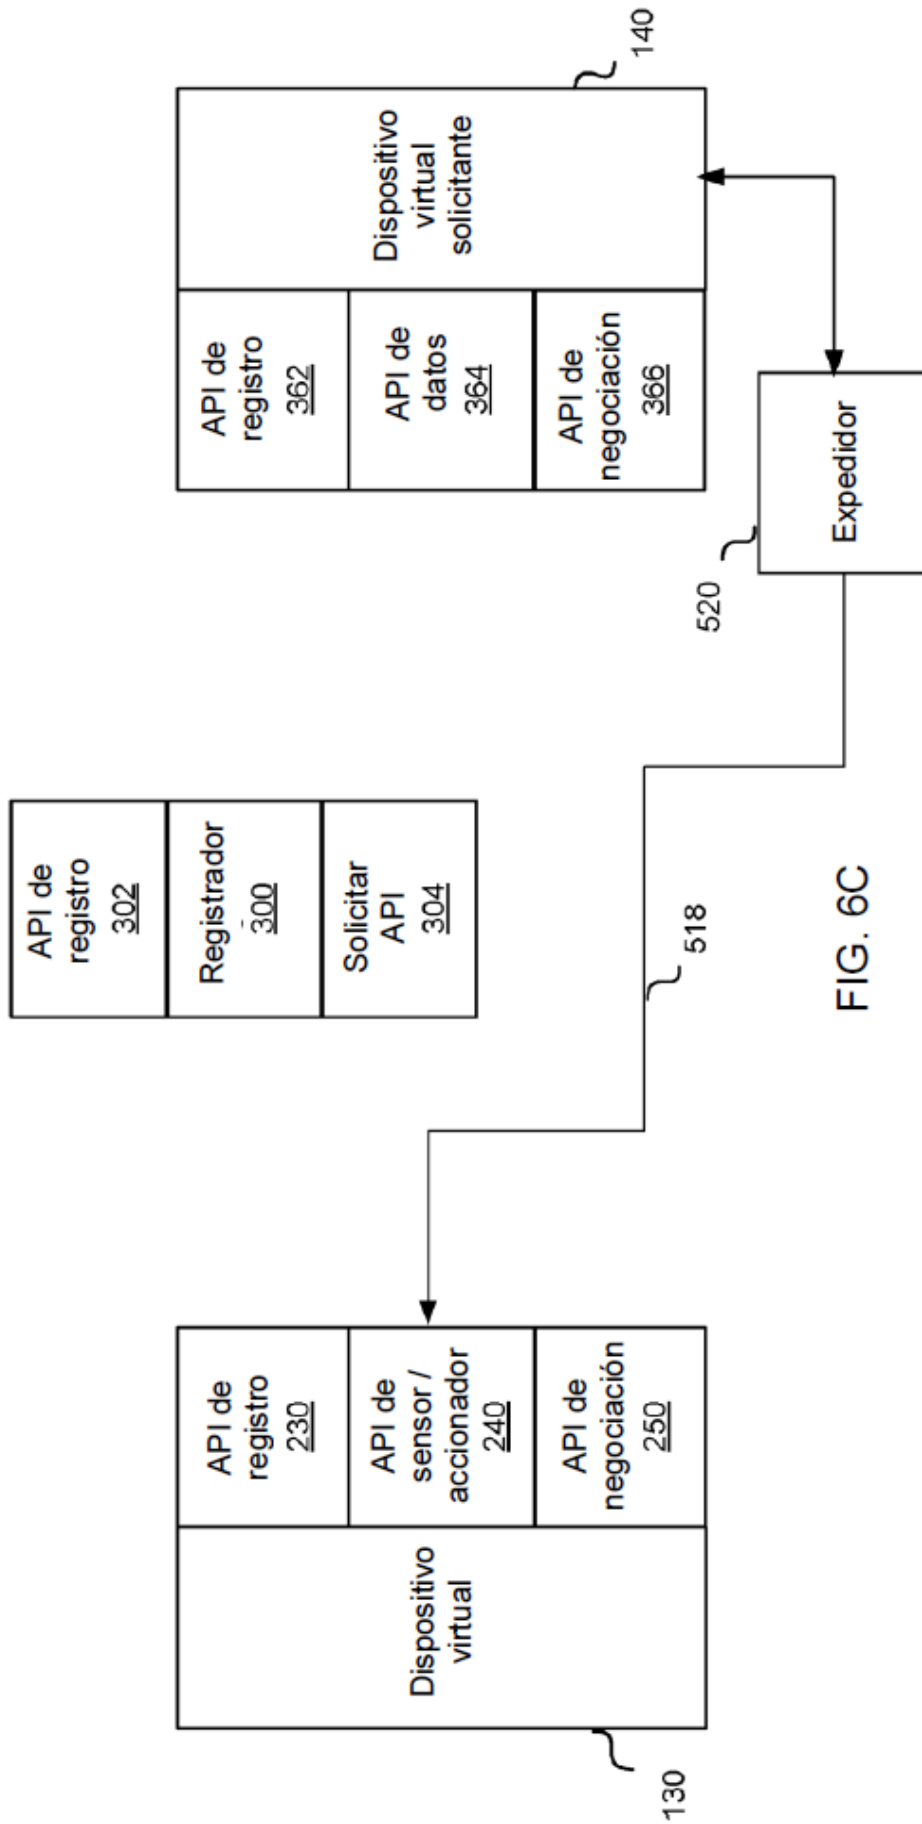 API de
registro
302
Registrador
300
Solicitar
API
304
Dispositivo
virtual
130
API de
registro
230
API de
sensor /
accionador
240
API de
negociación
250
API de
registro
362
API de
datos
364
API de
negociación
366
Dispositivo
virtual
solicitante
140
518
520
Expedidor
FIG. 6C